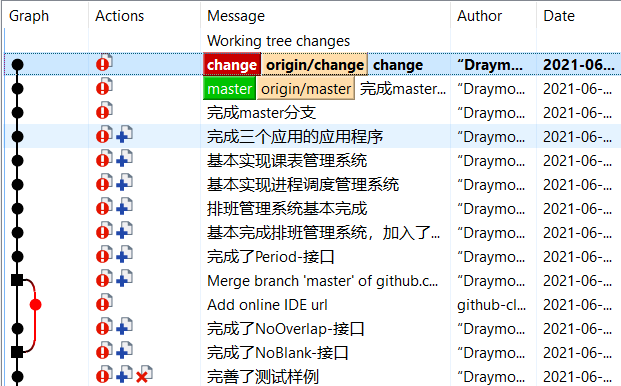 Graph Actions Message Author Date
Working tree changes
change origin/change change “Draym... 2021-06...
master origin/master 完成master... “Draymo... 2021-06-...
完成master分支 “Draymo... 2021-06-...
完成三个应用的应用程序 “Draymo... 2021-06-...
基本实现课表管理系统 “Draymo... 2021-06-...
基本实现进程调度管理系统 “Draymo... 2021-06-...
排班管理系统基本完成 “Draymo... 2021-06-...
基本完成排班管理系统，加入了... “Draymo... 2021-06-...
完成了Period-接口 “Draymo... 2021-06-...
Merge branch 'master' of github.c... “Draymo... 2021-06-...
Add online IDE url github-cl... 2021-06-...
完成了NoOverlap-接口 “Draymo... 2021-06-...
完成了NoBlank-接口 “Draymo... 2021-06-...
完善了测试样例 “Draymo... 2021-06-...